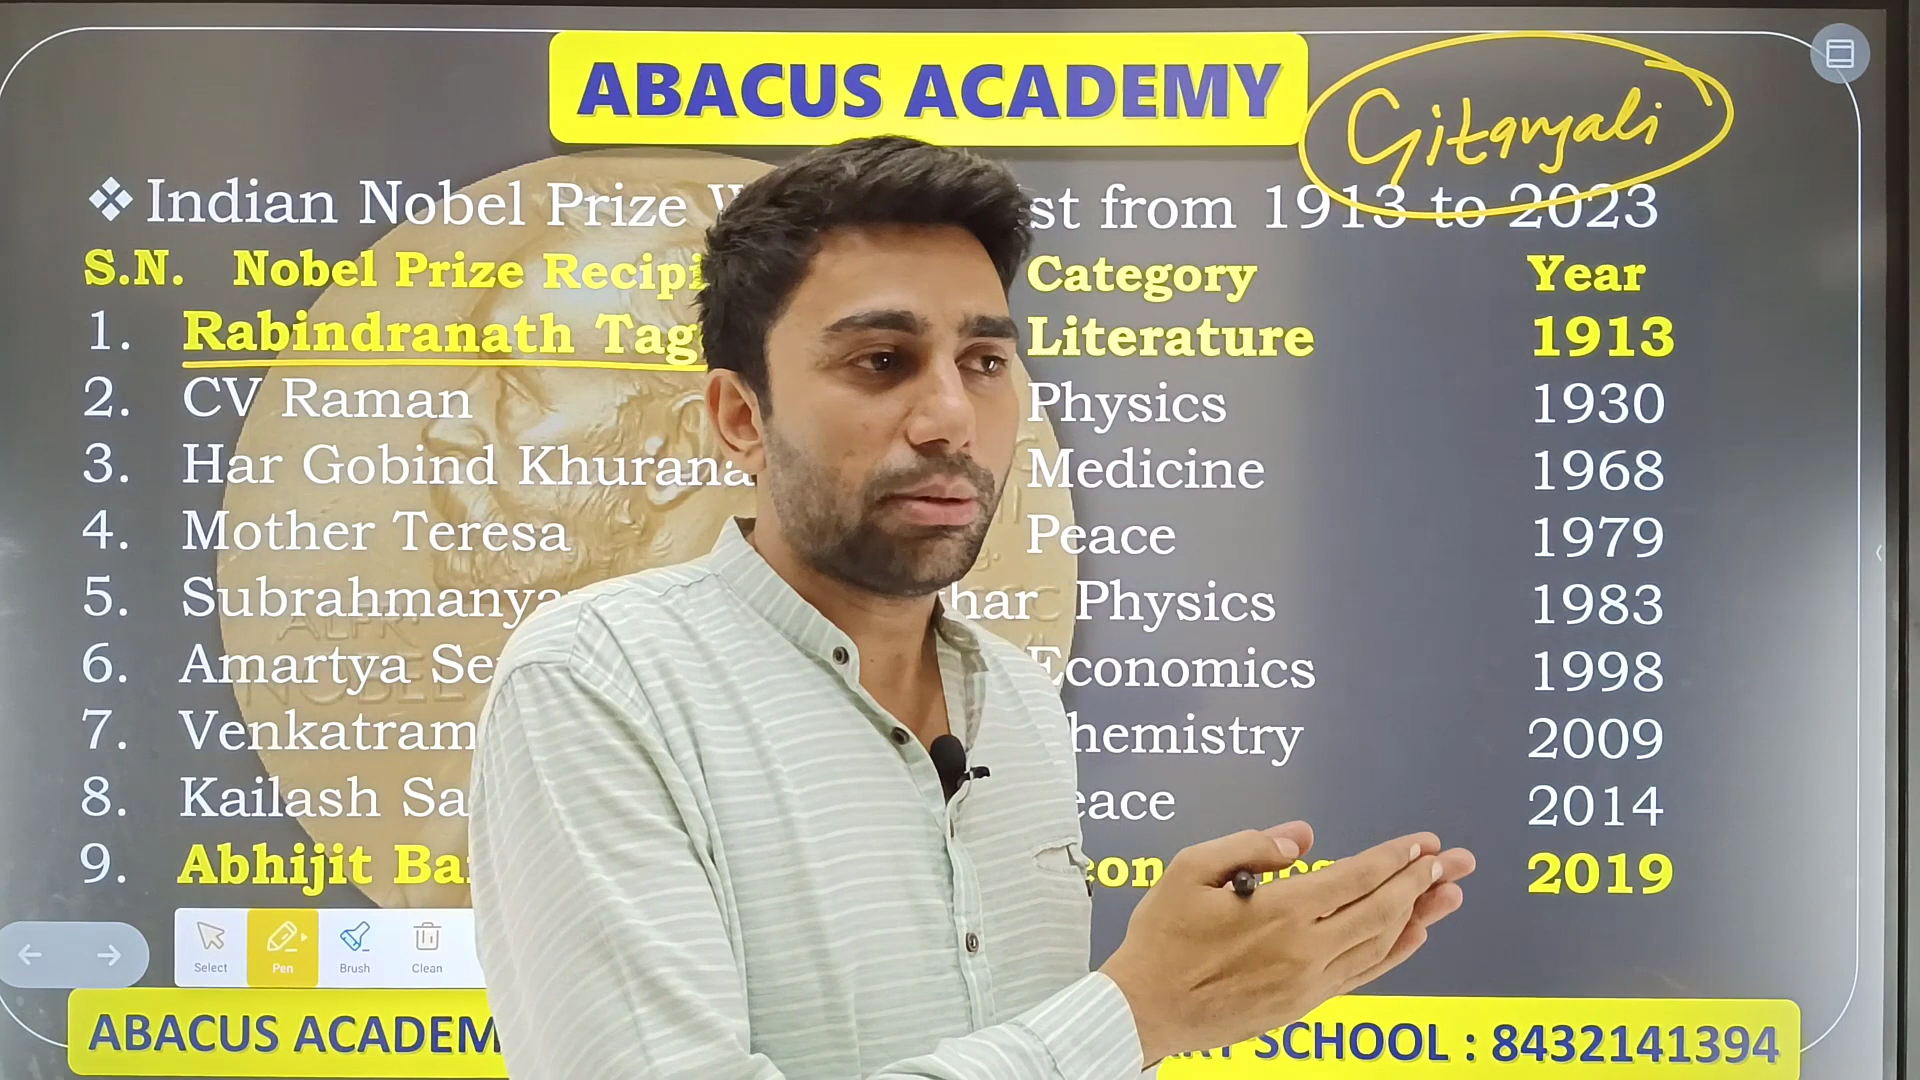 ABACUS ACADEMY
Gitanjali
❖ Indian Nobel Prize from 1913 to 2023
S.N. Nobel Prize Category Year
1. Rabindranath Literature 1913
2. CV Raman Physics 1930
3. Har Gobind Khurana Medicine 1968
4. Mother Teresa Peace 1979
5. Physics 1983
6. Amartya Economics 1998
7. 2009
8. Kailash 2014
9. Abhijit 2019
Select Pen Brush Clean
ABACUS SCHOOL : 8432141394